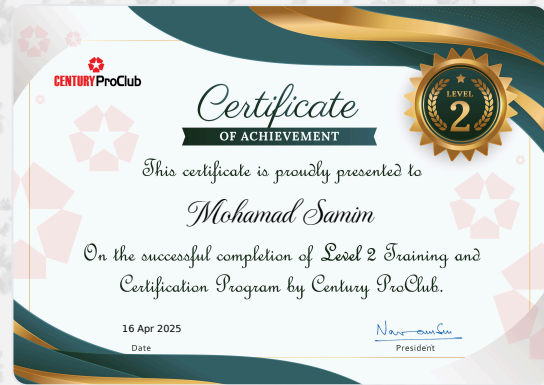 CENTURY ProClub
LEVEL
2
Certificate
OF ACHIEVEMENT
This certificate is proudly presented to
Mohamad Samim
On the successful completion of Level 2 Training and
Certification Program by Century ProClub.
16 Apr 2025
Date
President